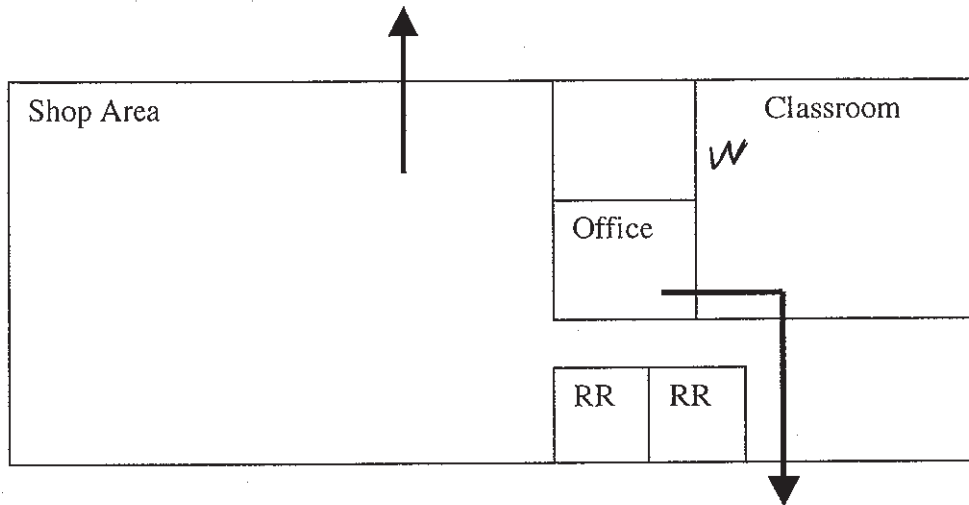 Shop Area
Classroom
W
Office
RR
RR